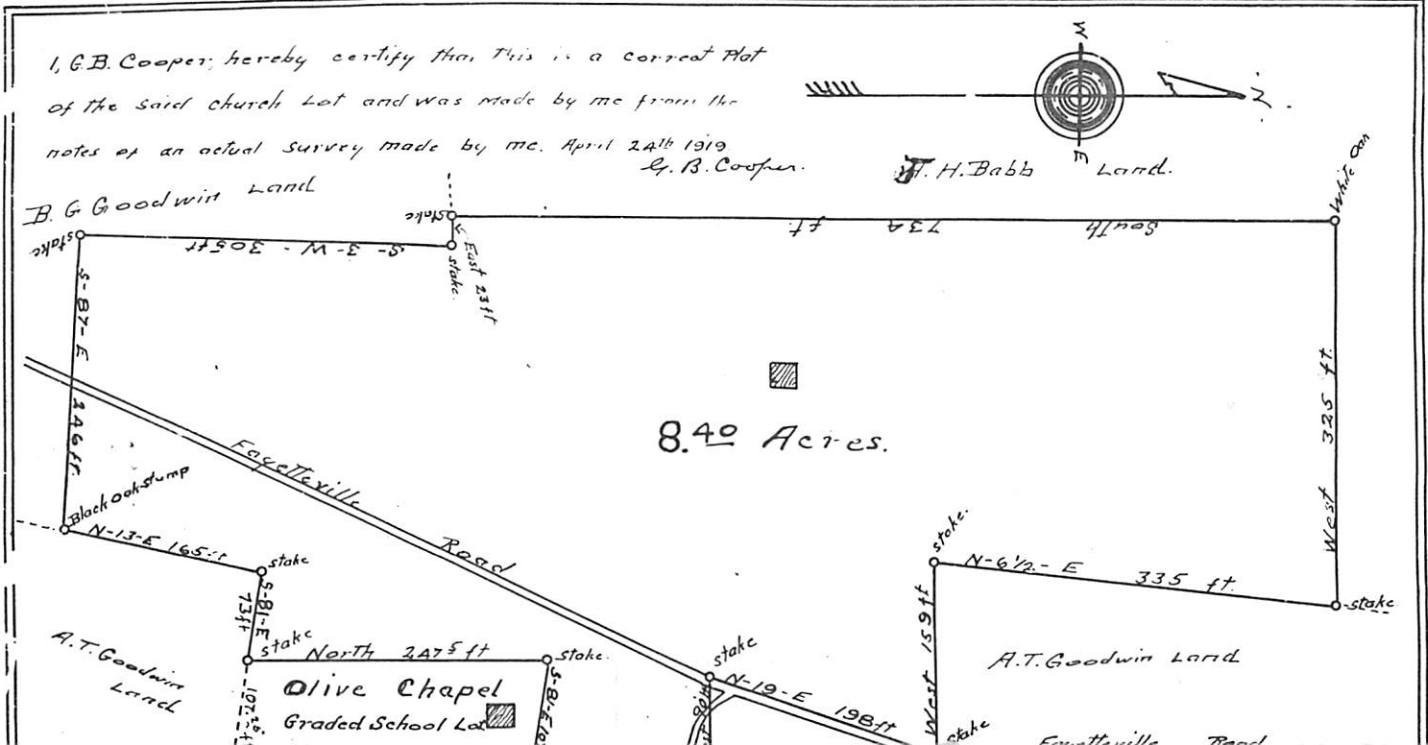 I, G.B. Cooper, hereby certify tha, this is a correct Plat
of the said church Lot and was made by me from the
notes of an actual survey made by me. April 24th 1919
G. B. Cooper.
W
E
N.
H. Babb Land.
B. G Goodwin Land
White Oak
stake
stake
East 23 ft
stake.
South 734 ft.
stake
S-3-W- 305 ft
S-87-E 246 ft.
8.40 Acres.
West 325 ft.
Fayetteville Road
Black oak stump
N-13-E 165 ft
stake
S-81-E
73 ft
stake.
N-6 1/2-E 335 ft.
stake
West 159 ft
A.T. Goodwin
Land
stake
North 247 5 ft
stake.
stake
N-19-E 198 ft
A.T. Goodwin Land
Olive Chapel
Graded School Lot
stake
Fayetteville Road